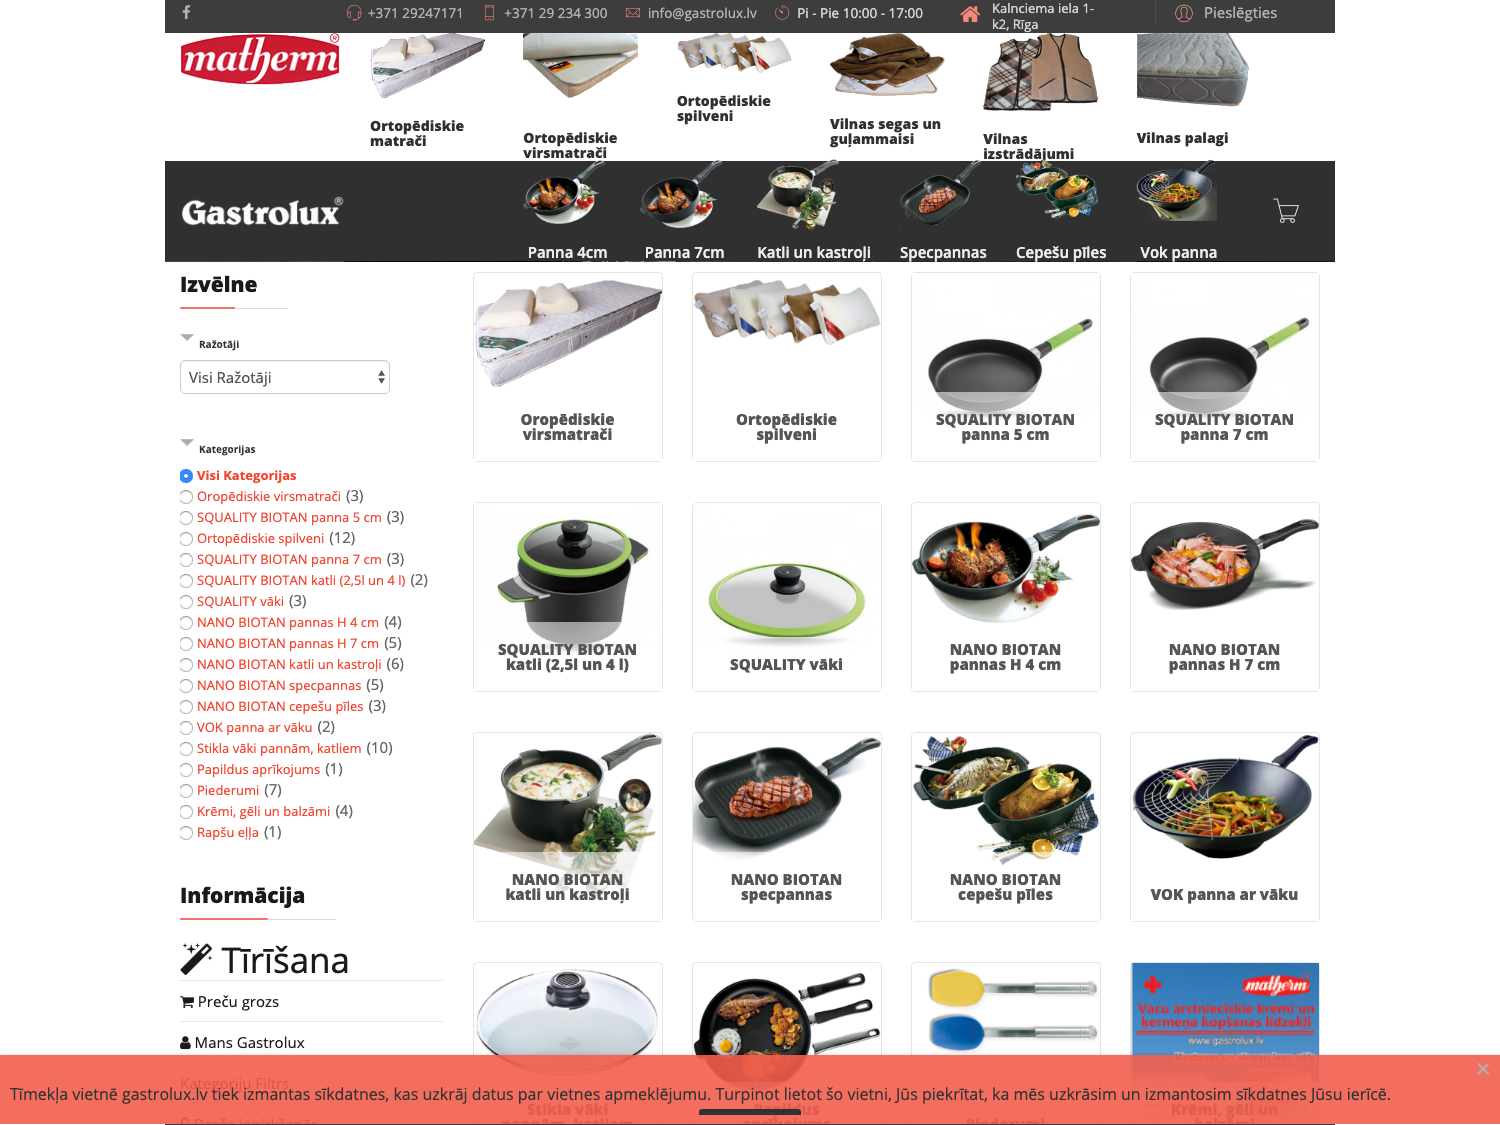 +371 29247171
+371 29 234 300
info@gastrolux.lv
Pi - Pie 10:00 - 17:00
Kalnciema iela 1-
k2, Rīga
Pieslēgties
matherm®
Ortopēdiskie
matrači
Ortopēdiskie
virsmatrači
Ortopēdiskie
spilveni
Vilnas segas un
guļammaisi
Vilnas
izstrādājumi
Vilnas palagi
Gastrolux®
Panna 4cm
Panna 7cm
Katli un kastroļi
Specpannas
Cepešu pīles
Vok panna
Izvēlne
Ražotāji
Visi Ražotāji
Kategorijas
Visi Kategorijas
Oropēdiskie virsmatrači (3)
SQUALITY BIOTAN panna 5 cm (3)
Ortopēdiskie spilveni (12)
SQUALITY BIOTAN panna 7 cm (3)
SQUALITY BIOTAN katli (2,5l un 4 l) (2)
SQUALITY vāki (3)
NANO BIOTAN pannas H 4 cm (4)
NANO BIOTAN pannas H 7 cm (5)
NANO BIOTAN katli un kastroļi (6)
NANO BIOTAN specpannas (5)
NANO BIOTAN cepešu pīles (3)
VOK panna ar vāku (2)
Stikla vāki pannām, katliem (10)
Papildus aprīkojums (1)
Piederumi (7)
Krēmi, gēli un balzāmi (4)
Rapšu eļļa (1)
Informācija
Tīrīšana
Preču grozs
Mans Gastrolux
Kategoriju Filtrs
Oropēdiskie
virsmatrači
Ortopēdiskie
spilveni
SQUALITY BIOTAN
panna 5 cm
SQUALITY BIOTAN
panna 7 cm
SQUALITY BIOTAN
katli (2,5l un 4 l)
SQUALITY vāki
NANO BIOTAN
pannas H 4 cm
NANO BIOTAN
pannas H 7 cm
NANO BIOTAN
katli un kastroļi
NANO BIOTAN
specpannas
NANO BIOTAN
cepešu pīles
VOK panna ar vāku
matherm
Vācu ārstnieciskie krēmi un
ķermeņa kopšanas līdzekļi
www.gastrolux.lv
Stikla vāki
pannām, katliem
Papildus
aprīkojums
Piederumi
Krēmi, gēli un
balzāmi
Tīmekļa vietnē gastrolux.lv tiek izmantas sīkdatnes, kas uzkrāj datus par vietnes apmeklējumu. Turpinot lietot šo vietni, Jūs piekrītat, ka mēs uzkrāsim un izmantosim sīkdatnes Jūsu ierīcē.
×